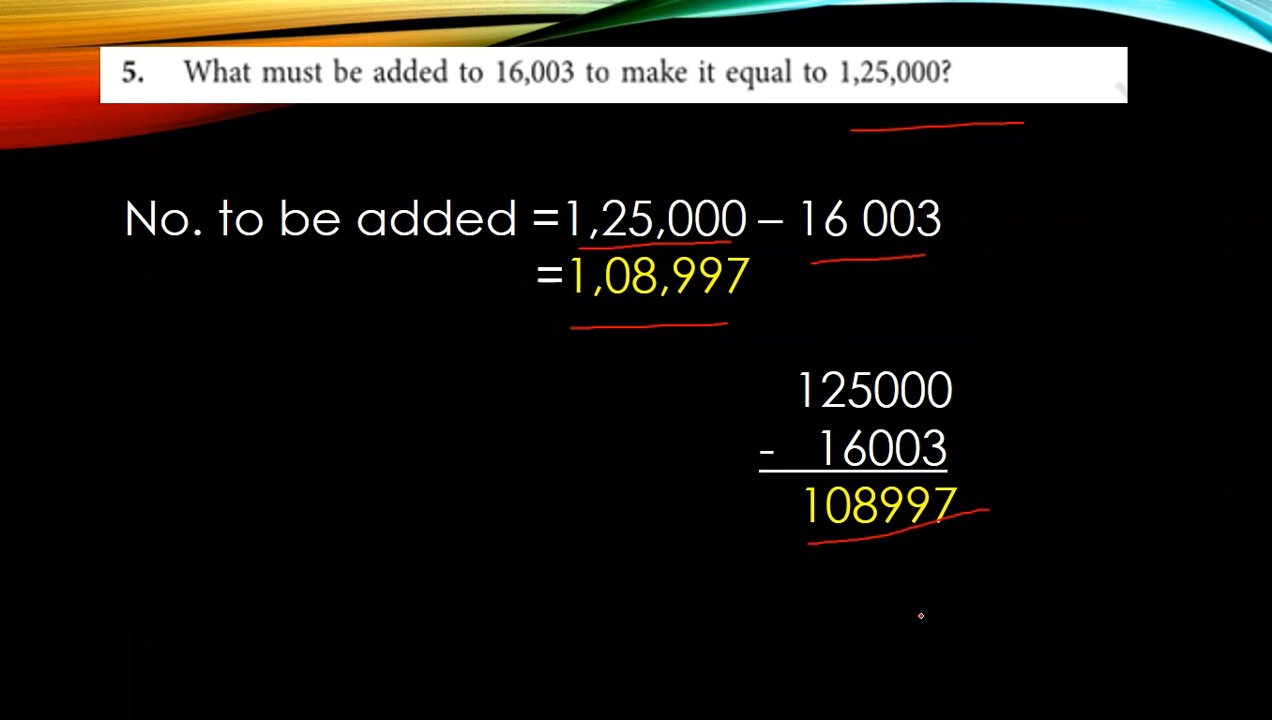 5. What must be added to 16,003 to make it equal to 1,25,000?
No. to be added =1,25,000 – 16 003
=1,08,997
125000
- 16003
108997